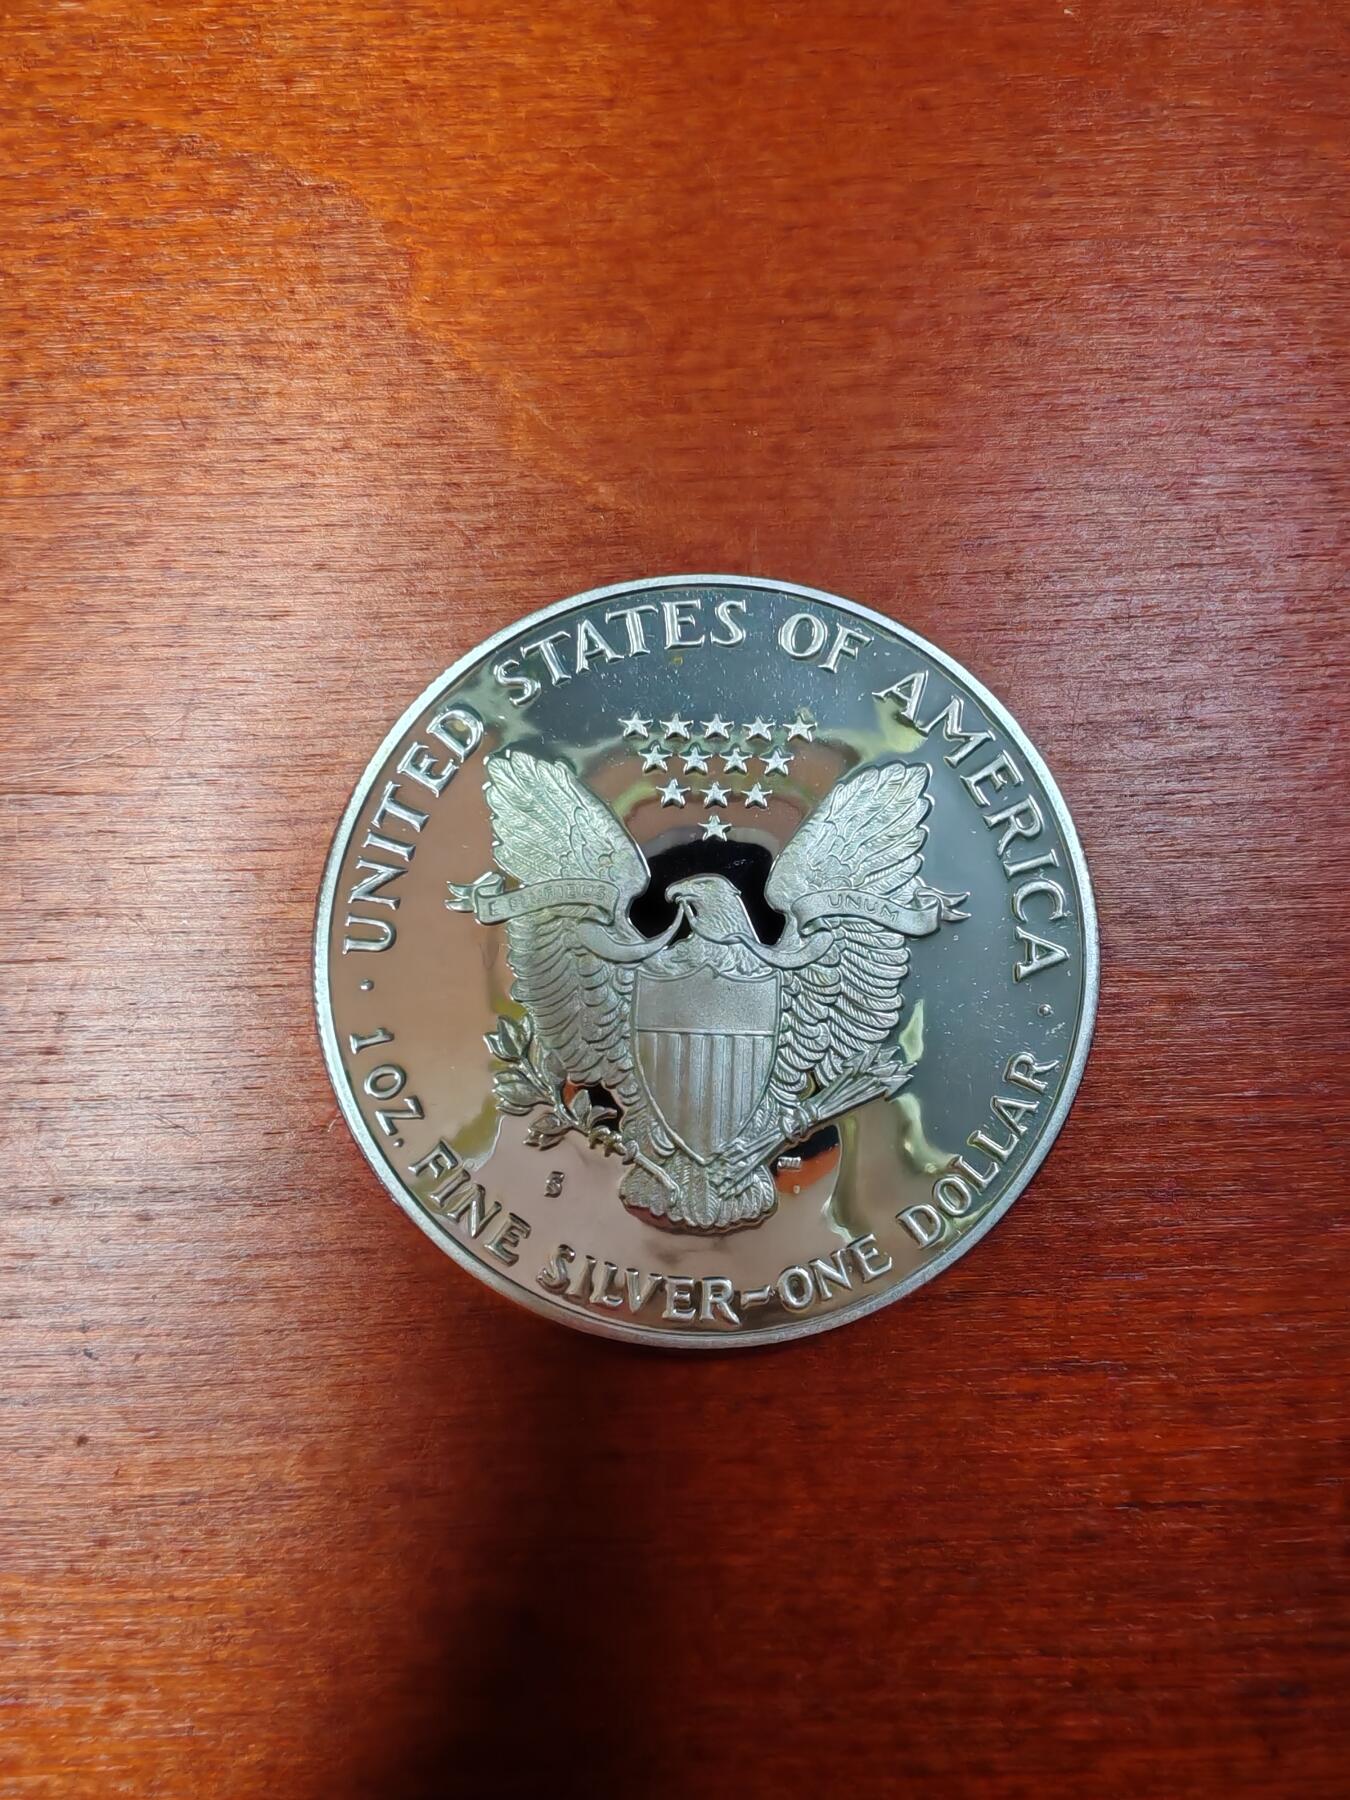 UNITED STATES OF AMERICA
E PLURIBUS
UNUM
S
· 1 OZ. FINE SILVER~ONE DOLLAR ·